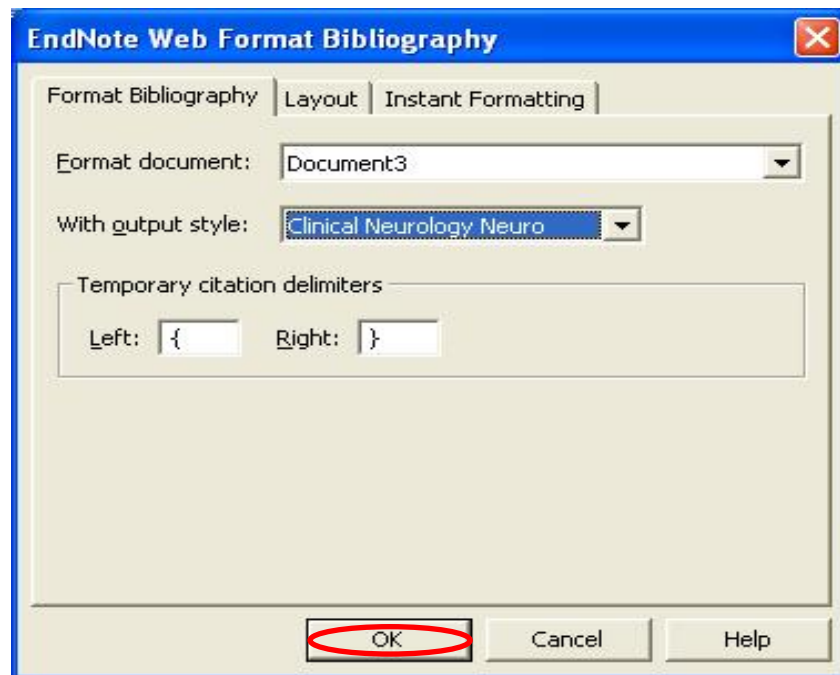 EndNote Web Format Bibliography
Format Bibliography Layout Instant Formatting
Format document: Document3
With output style: Clinical Neurology Neuro
Temporary citation delimiters
Left: { Right: }
OK Cancel Help